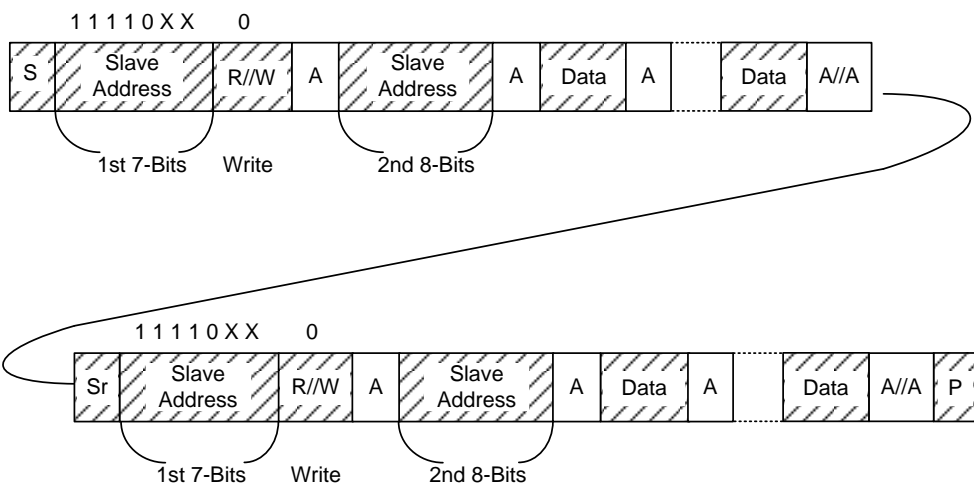 1 1 1 1 0 X X 0
S Slave Address R//W A Slave Address A Data A Data A//A
1st 7-Bits Write 2nd 8-Bits
1 1 1 1 0 X X 0
Sr Slave Address R//W A Slave Address A Data A Data A//A P
1st 7-Bits Write 2nd 8-Bits